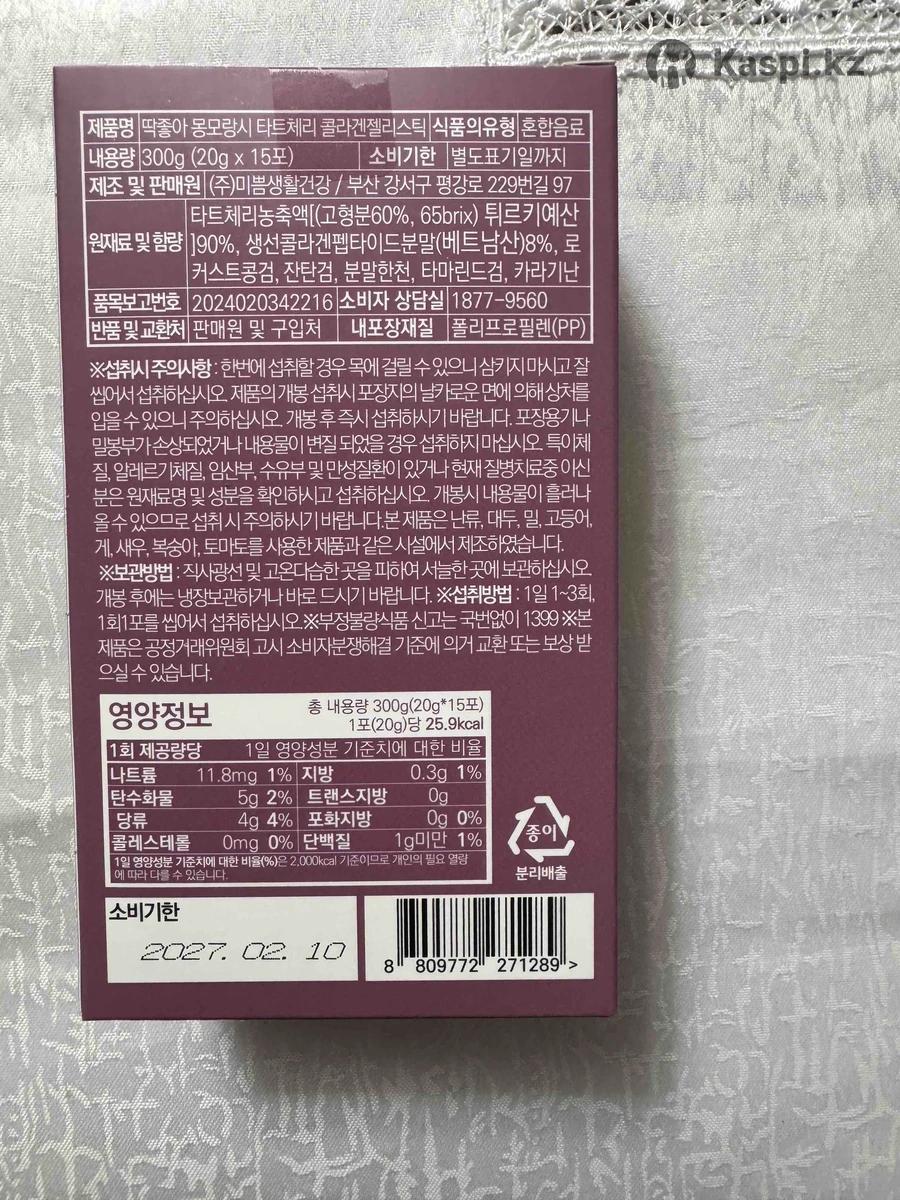 Kaspi.kz
제품명 딱좋아 몽모랑시 타트체리 콜라겐젤리스틱 식품의유형 혼합음료
내용량 300g (20g x 15포) 소비기한 별도표기일까지
제조 및 판매원 (주)미쁨생활건강 / 부산 강서구 평강로 229번길 97
원재료 및 함량 타트체리농축액[(고형분60%, 65brix) 튀르키예산
]90%, 생선콜라겐펩타이드분말(베트남산)8%, 로
커스트콩검, 잔탄검, 분말한천, 타마린드검, 카라기난
품목보고번호 2024020342216 소비자 상담실 1877-9560
반품 및 교환처 판매원 및 구입처 내포장재질 폴리프로필렌(PP)
※섭취시 주의사항 : 한번에 섭취할 경우 목에 걸릴 수 있으니 삼키지 마시고 잘
씹어서 섭취하십시오. 제품의 개봉 섭취시 포장지의 날카로운 면에 의해 상처를
입을 수 있으니 주의하십시오. 개봉 후 즉시 섭취하시기 바랍니다. 포장용기나
밀봉부가 손상되었거나 내용물이 변질 되었을 경우 섭취하지 마십시오. 특이체
질, 알레르기체질, 임산부, 수유부 및 만성질환이 있거나 현재 질병치료중 이신
분은 원재료명 및 성분을 확인하시고 섭취하십시오. 개봉시 내용물이 흘러나
올 수 있으므로 섭취 시 주의하시기 바랍니다.본 제품은 난류, 대두, 밀, 고등어,
게, 새우, 복숭아, 토마토를 사용한 제품과 같은 시설에서 제조하였습니다.
※보관방법 : 직사광선 및 고온다습한 곳을 피하여 서늘한 곳에 보관하십시오.
개봉 후에는 냉장보관하거나 바로 드시기 바랍니다. ※섭취방법 : 1일 1~3회,
1회1포를 씹어서 섭취하십시오.※부정불량식품 신고는 국번없이 1399 ※본
제품은 공정거래위원회 고시 소비자분쟁해결 기준에 의거 교환 또는 보상 받
으실 수 있습니다.
영양정보 총 내용량 300g(20g*15포)
1포(20g)당 25.9kcal
1회 제공량당 1일 영양성분 기준치에 대한 비율
나트륨 11.8mg 1% 지방 0.3g 1%
탄수화물 5g 2% 트랜스지방 0g
당류 4g 4% 포화지방 0g 0%
콜레스테롤 0mg 0% 단백질 1g미만 1%
1일 영양성분 기준치에 대한 비율(%)은 2,000kcal 기준이므로 개인의 필요 열량
에 따라 다를 수 있습니다.
종이
분리배출
소비기한
2027. 02. 10
8 809772 271289 >